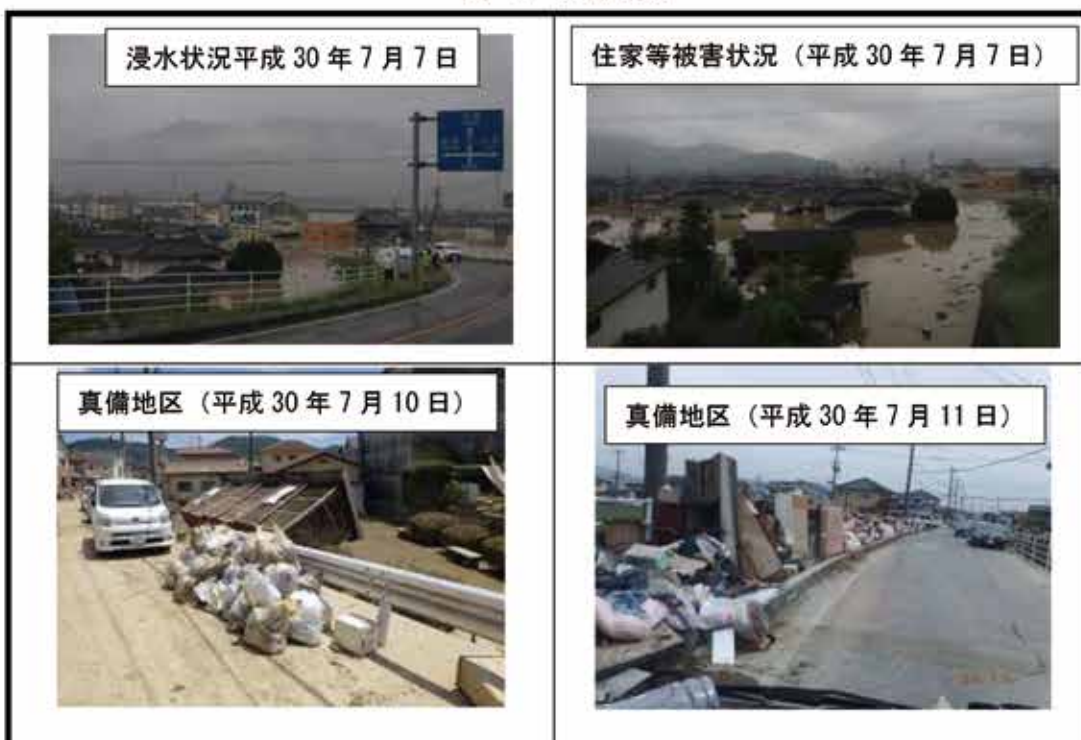 浸水状況平成 30 年 7 月 7 日
住家等被害状況（平成 30 年 7 月 7 日）
真備地区（平成 30 年 7 月 10 日）
真備地区（平成 30 年 7 月 11 日）